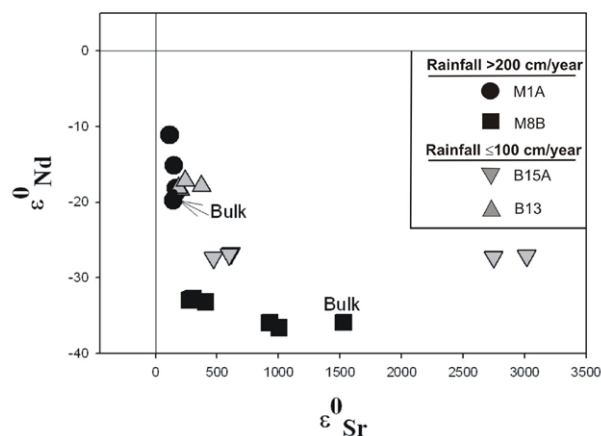 0
-10
-20
-30
-40
ε⁰Nd
Rainfall >200 cm/year
M1A
M8B
Rainfall ≤100 cm/year
B15A
B13
Bulk
Bulk
0 500 1000 1500 2000 2500 3000 3500
ε⁰Sr